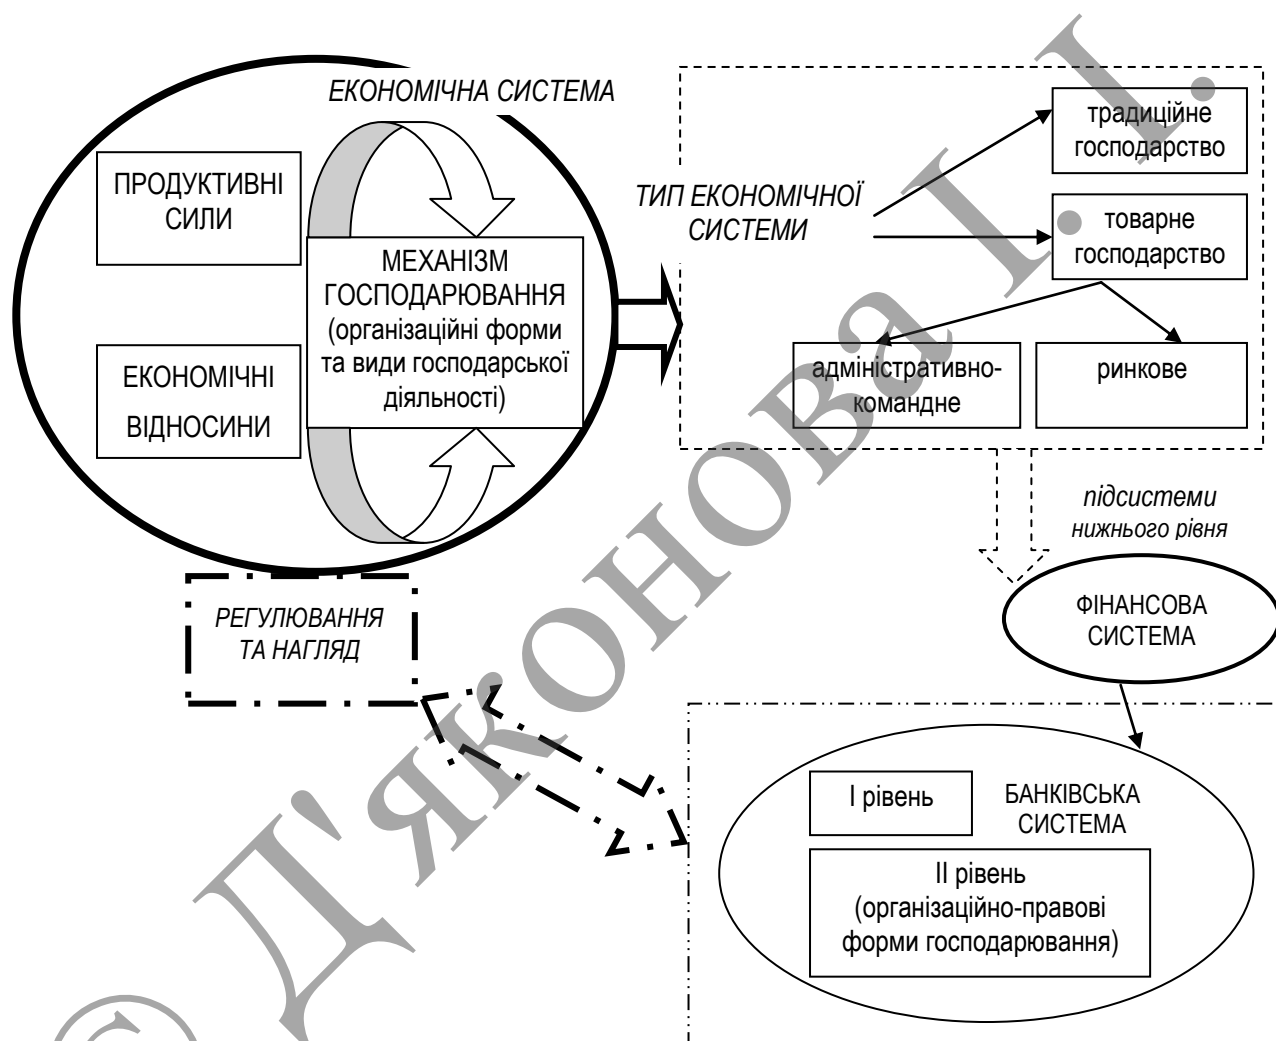 ЕКОНОМІЧНА СИСТЕМА
ПРОДУКТИВНІ
СИЛИ
МЕХАНІЗМ
ГОСПОДАРЮВАННЯ
(організаційні форми
та види господарської
діяльності)
ЕКОНОМІЧНІ
ВІДНОСИНИ
ТИП ЕКОНОМІЧНОЇ
СИСТЕМИ
традиційне
господарство
товарне
господарство
адміністративно-
командне
ринкове
підсистеми
нижнього рівня
ФІНАНСОВА
СИСТЕМА
РЕГУЛЮВАННЯ
ТА НАГЛЯД
І рівень
БАНКІВСЬКА
СИСТЕМА
ІІ рівень
(організаційно-правові
форми господарювання)
© Д'яконова І. І.